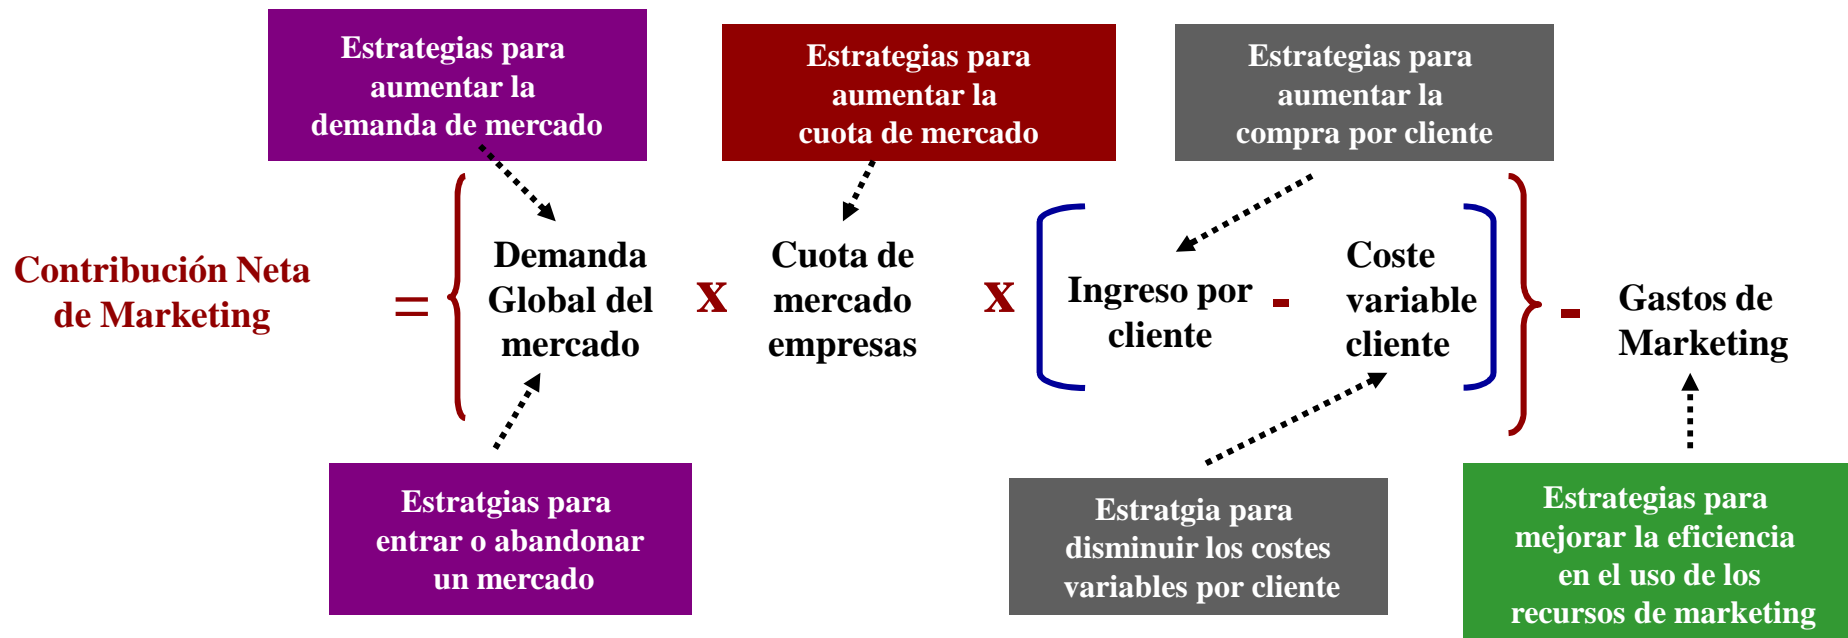 Estrategias para
aumentar la
demanda de mercado
Estrategias para
aumentar la
cuota de mercado
Estrategias para
aumentar la
compra por cliente
Contribución Neta
de Marketing
=
Demanda
Global del
mercado
x
Cuota de
mercado
empresas
x
Ingreso por
cliente
-
Coste
variable
cliente
-
Gastos de
Marketing
Estratgias para
entrar o abandonar
un mercado
Estratgia para
disminuir los costes
variables por cliente
Estrategias para
mejorar la eficiencia
en el uso de los
recursos de marketing